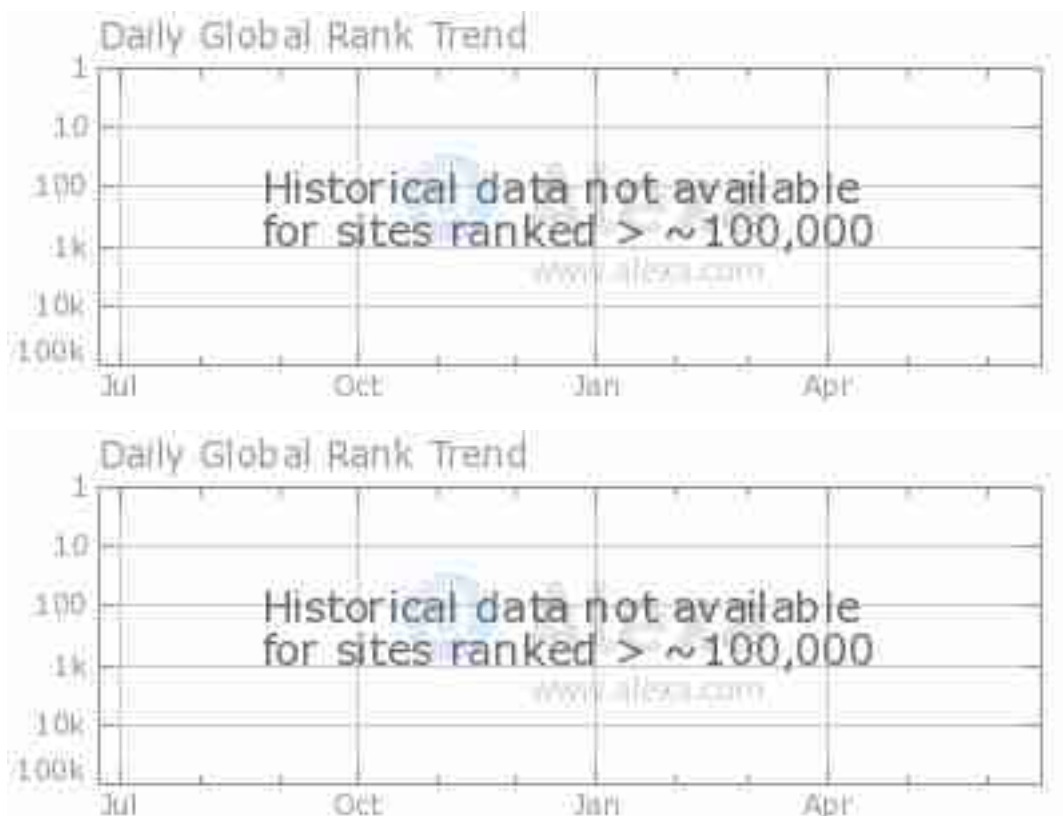 Daily Global Rank Trend
1
10
100
1k
10k
100k
Historical data not available
for sites ranked > ~100,000
Alexa
www.alexa.com
Jul Oct Jan Apr
Daily Global Rank Trend
1
10
100
1k
10k
100k
Historical data not available
for sites ranked > ~100,000
Alexa
www.alexa.com
Jul Oct Jan Apr